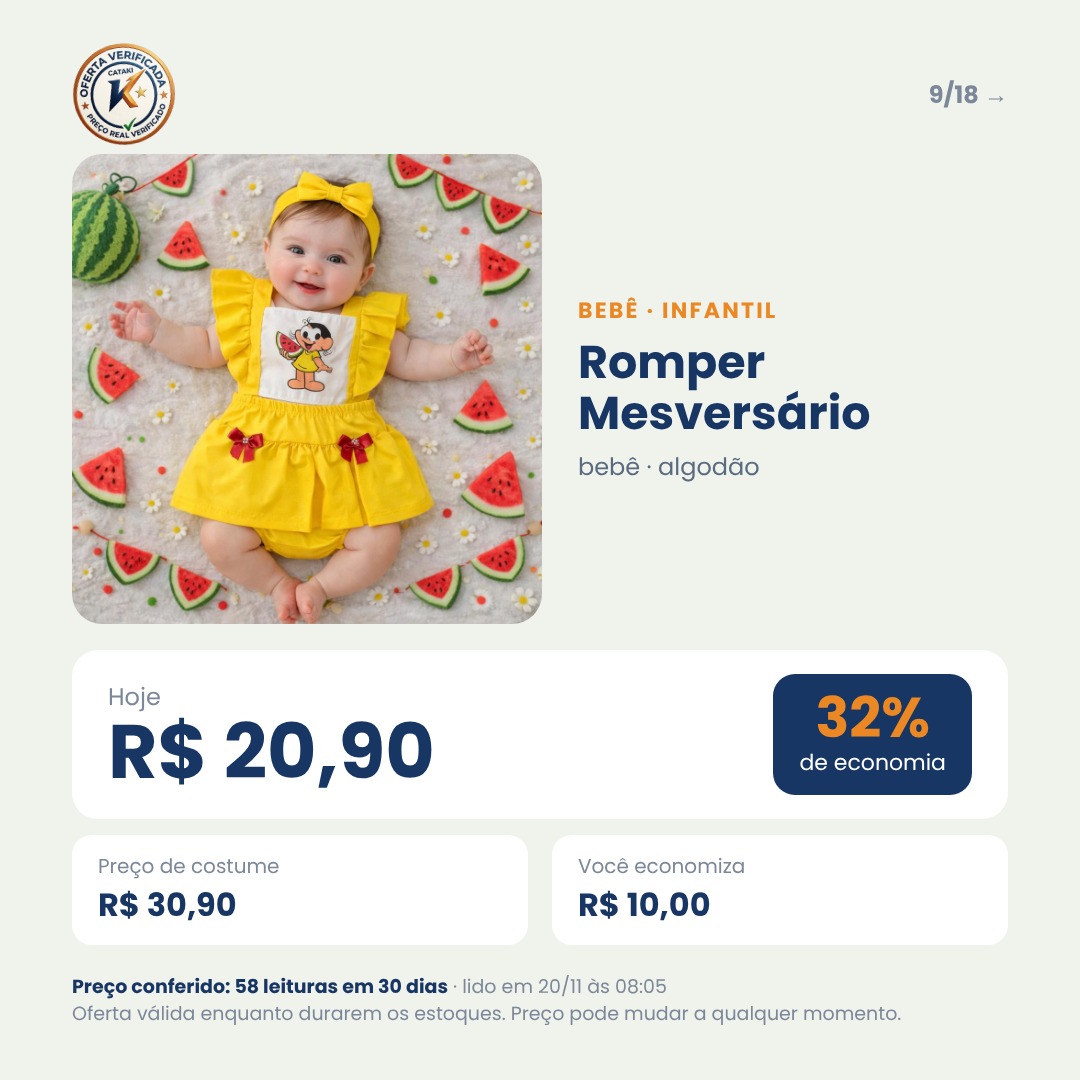 OFERTA VERIFICADA
CATAKI
K
PREÇO REAL VERIFICADO
9/18 →
BEBÊ · INFANTIL
Romper
Mesversário
bebê · algodão
Hoje
R$ 20,90
32%
de economia
Preço de costume
R$ 30,90
Você economiza
R$ 10,00
Preço conferido: 58 leituras em 30 dias · lido em 20/11 às 08:05
Oferta válida enquanto durarem os estoques. Preço pode mudar a qualquer momento.